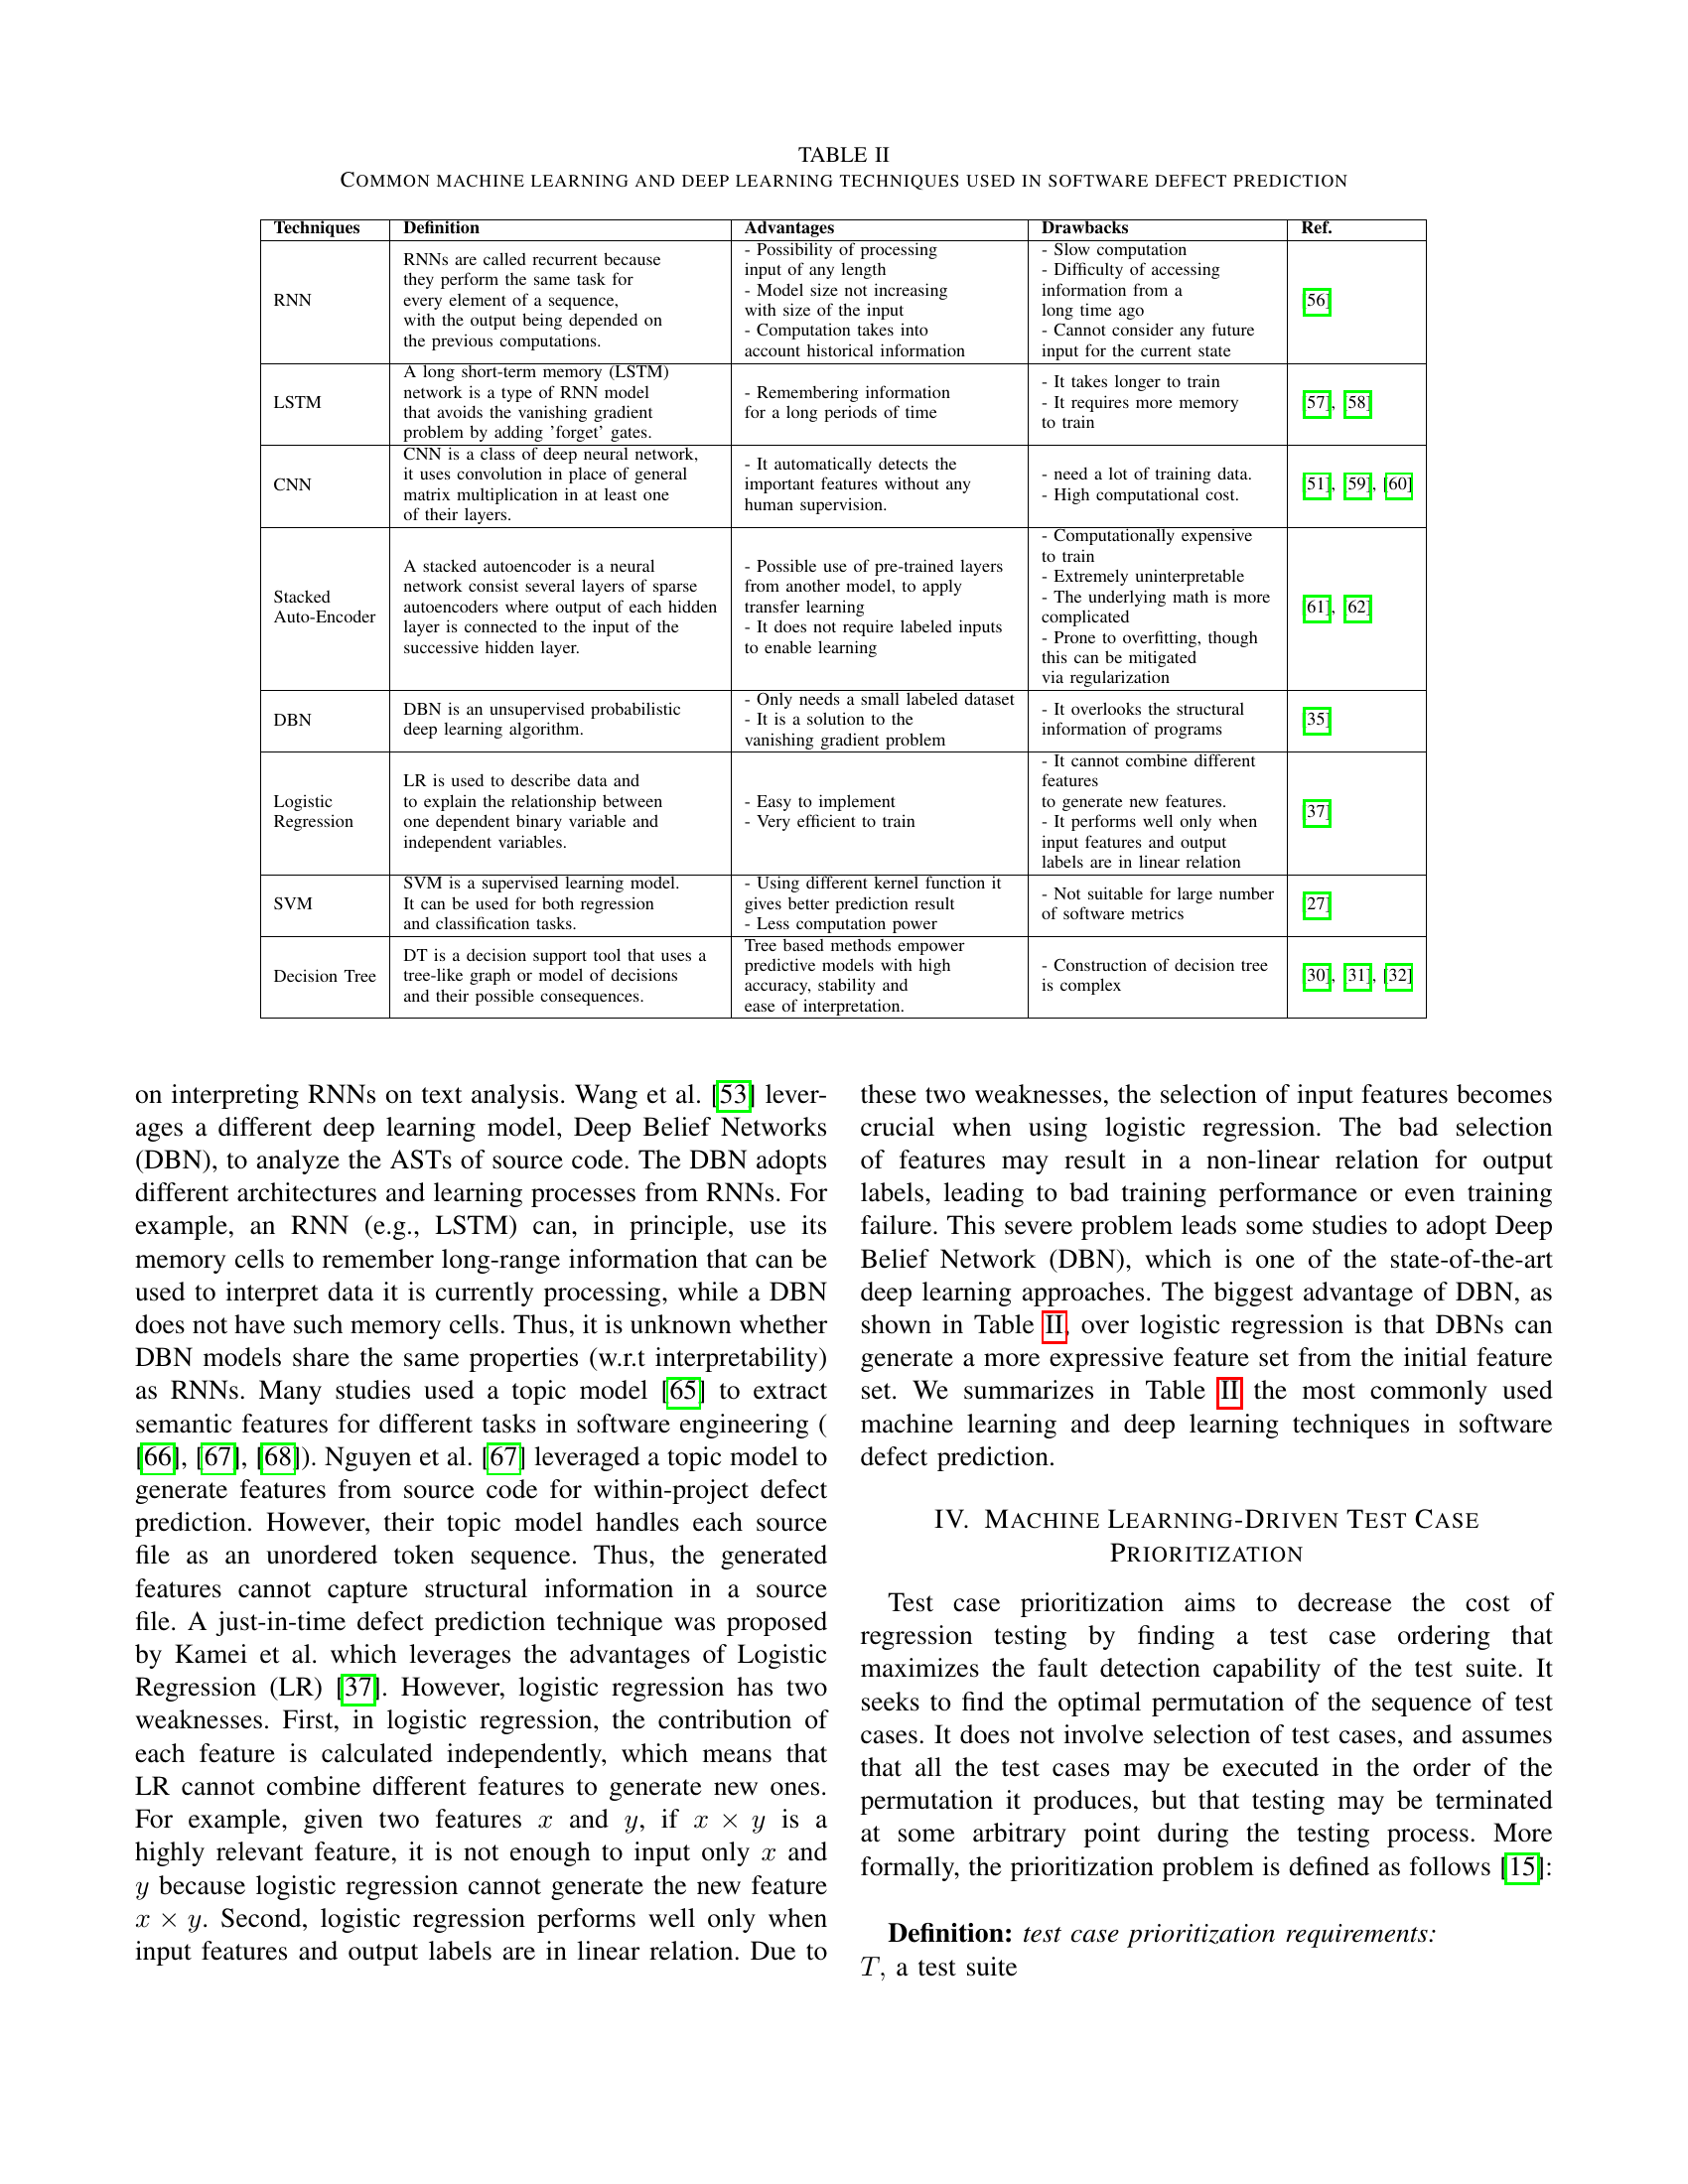 TABLE II
COMMON MACHINE LEARNING AND DEEP LEARNING TECHNIQUES USED IN SOFTWARE DEFECT PREDICTION
Techniques Definition Advantages Drawbacks Ref.
RNN
RNNs are called recurrent because
they perform the same task for
every element of a sequence,
with the output being depended on
the previous computations.
- Possibility of processing
input of any length
- Model size not increasing
with size of the input
- Computation takes into
account historical information
- Slow computation
- Difficulty of accessing
information from a
long time ago
- Cannot consider any future
input for the current state
[56]
LSTM
A long short-term memory (LSTM)
network is a type of RNN model
that avoids the vanishing gradient
problem by adding 'forget' gates.
- Remembering information
for a long periods of time
- It takes longer to train
- It requires more memory
to train
[57], [58]
CNN
CNN is a class of deep neural network,
it uses convolution in place of general
matrix multiplication in at least one
of their layers.
- It automatically detects the
important features without any
human supervision.
- need a lot of training data.
- High computational cost.
[51], [59], [60]
Stacked
Auto-Encoder
A stacked autoencoder is a neural
network consist several layers of sparse
autoencoders where output of each hidden
layer is connected to the input of the
successive hidden layer.
- Possible use of pre-trained layers
from another model, to apply
transfer learning
- It does not require labeled inputs
to enable learning
- Computationally expensive
to train
- Extremely uninterpretable
- The underlying math is more
complicated
- Prone to overfitting, though
this can be mitigated
via regularization
[61], [62]
DBN
DBN is an unsupervised probabilistic
deep learning algorithm.
- Only needs a small labeled dataset
- It is a solution to the
vanishing gradient problem
- It overlooks the structural
information of programs
[35]
Logistic
Regression
LR is used to describe data and
to explain the relationship between
one dependent binary variable and
independent variables.
- Easy to implement
- Very efficient to train
- It cannot combine different
features
to generate new features.
- It performs well only when
input features and output
labels are in linear relation
[37]
SVM
SVM is a supervised learning model.
It can be used for both regression
and classification tasks.
- Using different kernel function it
gives better prediction result
- Less computation power
- Not suitable for large number
of software metrics
[27]
Decision Tree
DT is a decision support tool that uses a
tree-like graph or model of decisions
and their possible consequences.
Tree based methods empower
predictive models with high
accuracy, stability and
ease of interpretation.
- Construction of decision tree
is complex
[30], [31], [32]
on interpreting RNNs on text analysis. Wang et al. [53] lever-
ages a different deep learning model, Deep Belief Networks
(DBN), to analyze the ASTs of source code. The DBN adopts
different architectures and learning processes from RNNs. For
example, an RNN (e.g., LSTM) can, in principle, use its
memory cells to remember long-range information that can be
used to interpret data it is currently processing, while a DBN
does not have such memory cells. Thus, it is unknown whether
DBN models share the same properties (w.r.t interpretability)
as RNNs. Many studies used a topic model [65] to extract
semantic features for different tasks in software engineering (
[66], [67], [68]). Nguyen et al. [67] leveraged a topic model to
generate features from source code for within-project defect
prediction. However, their topic model handles each source
file as an unordered token sequence. Thus, the generated
features cannot capture structural information in a source
file. A just-in-time defect prediction technique was proposed
by Kamei et al. which leverages the advantages of Logistic
Regression (LR) [37]. However, logistic regression has two
weaknesses. First, in logistic regression, the contribution of
each feature is calculated independently, which means that
LR cannot combine different features to generate new ones.
For example, given two features x and y, if x × y is a
highly relevant feature, it is not enough to input only x and
y because logistic regression cannot generate the new feature
x × y. Second, logistic regression performs well only when
input features and output labels are in linear relation. Due to
these two weaknesses, the selection of input features becomes
crucial when using logistic regression. The bad selection
of features may result in a non-linear relation for output
labels, leading to bad training performance or even training
failure. This severe problem leads some studies to adopt Deep
Belief Network (DBN), which is one of the state-of-the-art
deep learning approaches. The biggest advantage of DBN, as
shown in Table II, over logistic regression is that DBNs can
generate a more expressive feature set from the initial feature
set. We summarizes in Table II the most commonly used
machine learning and deep learning techniques in software
defect prediction.
IV. MACHINE LEARNING-DRIVEN TEST CASE
PRIORITIZATION
Test case prioritization aims to decrease the cost of
regression testing by finding a test case ordering that
maximizes the fault detection capability of the test suite. It
seeks to find the optimal permutation of the sequence of test
cases. It does not involve selection of test cases, and assumes
that all the test cases may be executed in the order of the
permutation it produces, but that testing may be terminated
at some arbitrary point during the testing process. More
formally, the prioritization problem is defined as follows [15]:
Definition: test case prioritization requirements:
T, a test suite